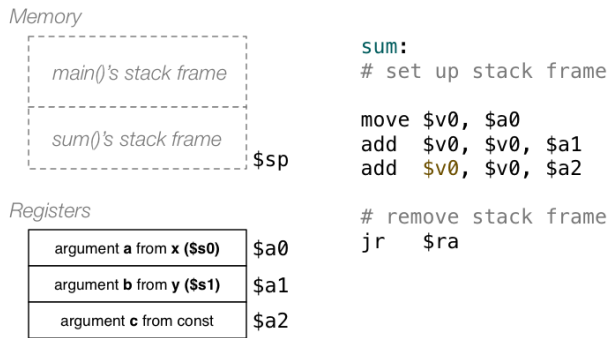 Memory
main()'s stack frame
sum()'s stack frame
$sp
Registers
argument a from x ($s0) $a0
argument b from y ($s1) $a1
argument c from const $a2
sum:
# set up stack frame
move $v0, $a0
add $v0, $v0, $a1
add $v0, $v0, $a2
# remove stack frame
jr $ra